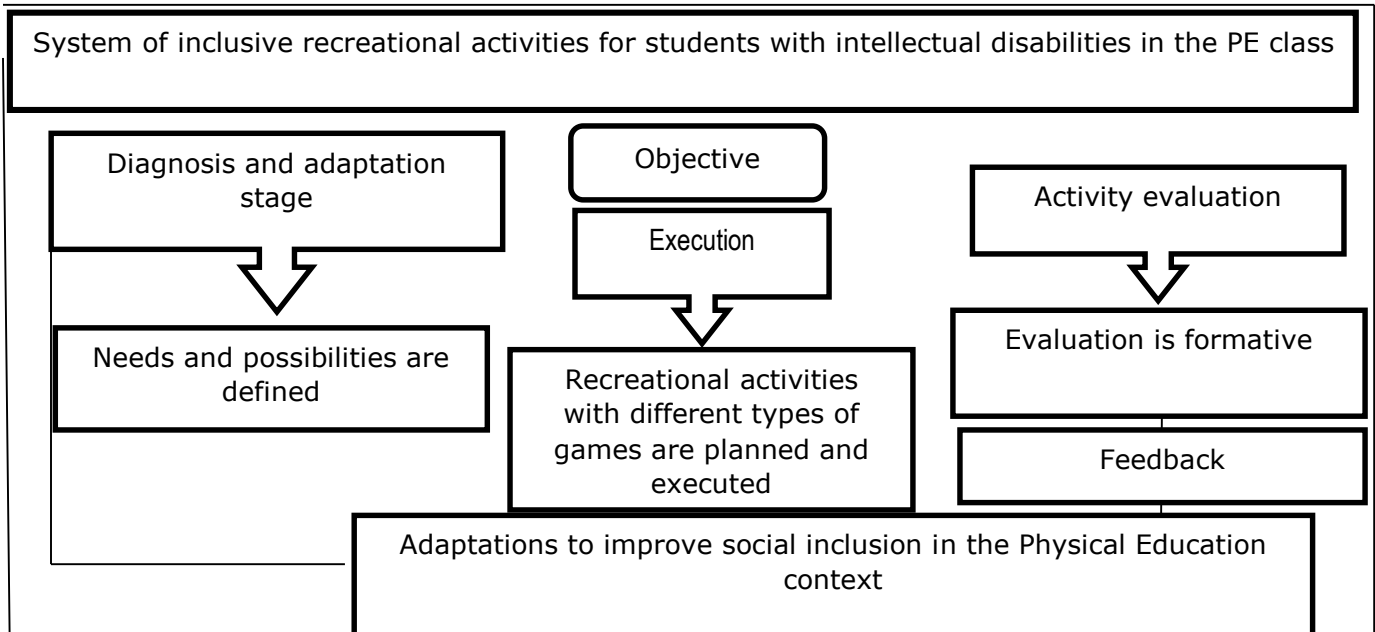 System of inclusive recreational activities for students with intellectual disabilities in the PE class
Diagnosis and adaptation
stage
Needs and possibilities are
defined
Objective
Execution
Recreational activities
with different types of
games are planned and
executed
Activity evaluation
Evaluation is formative
Feedback
Adaptations to improve social inclusion in the Physical Education
context